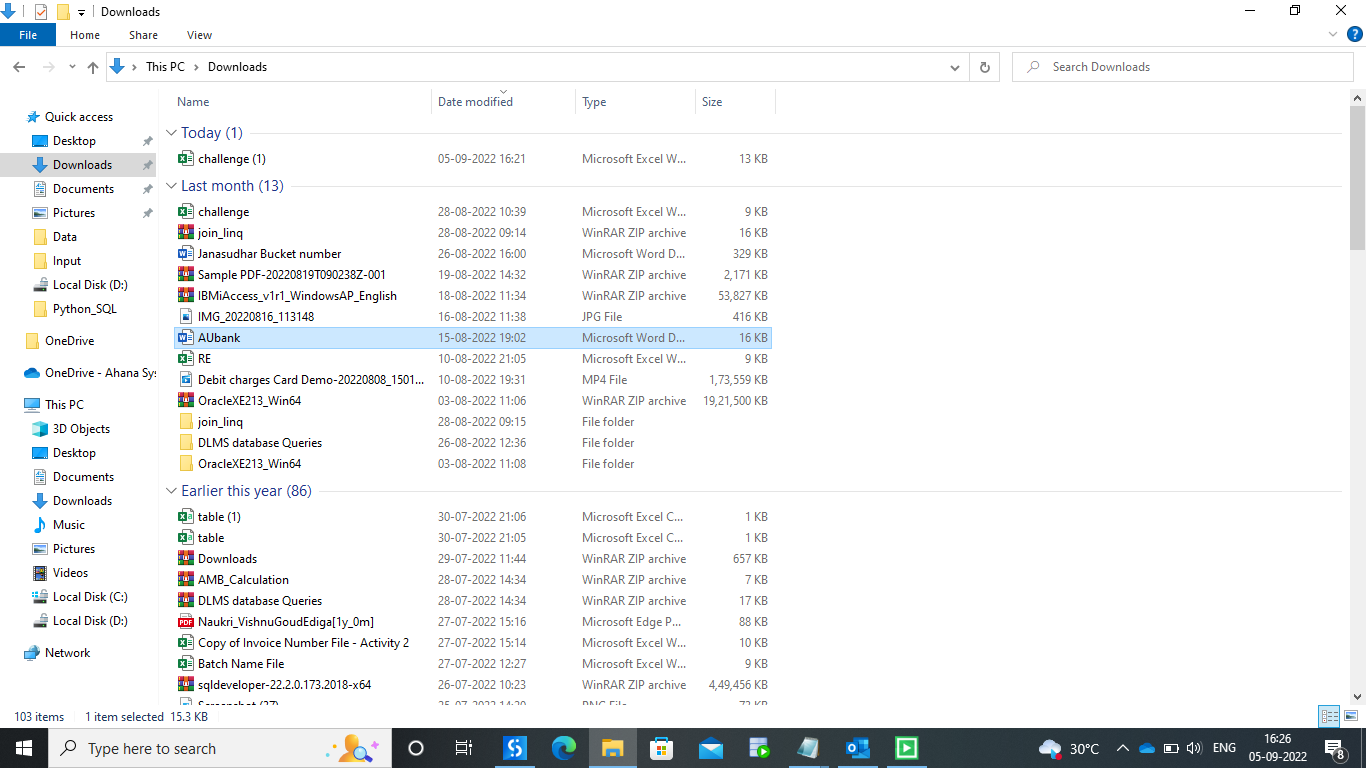 Downloads
File Home Share View
This PC Downloads
Search Downloads
Name Date modified Type Size
Quick access
Desktop
Downloads
Documents
Pictures
Data
Input
Local Disk (D:)
Python_SQL
OneDrive
OneDrive - Ahana Sys
This PC
3D Objects
Desktop
Documents
Downloads
Music
Pictures
Videos
Local Disk (C:)
Local Disk (D:)
Network
Today (1)
challenge (1) 05-09-2022 16:21 Microsoft Excel W... 13 KB
Last month (13)
challenge 28-08-2022 10:39 Microsoft Excel W... 9 KB
join_linq 28-08-2022 09:14 WinRAR ZIP archive 16 KB
Janasudhar Bucket number 26-08-2022 16:00 Microsoft Word D... 329 KB
Sample PDF-20220819T090238Z-001 19-08-2022 14:32 WinRAR ZIP archive 2,171 KB
IBMiAccess_v1r1_WindowsAP_English 18-08-2022 11:34 WinRAR ZIP archive 53,827 KB
IMG_20220816_113148 16-08-2022 11:38 JPG File 416 KB
AUbank 15-08-2022 19:02 Microsoft Word D... 16 KB
RE 10-08-2022 21:05 Microsoft Excel W... 9 KB
Debit charges Card Demo-20220808_1501... 10-08-2022 19:31 MP4 File 1,73,559 KB
OracleXE213_Win64 03-08-2022 11:06 WinRAR ZIP archive 19,21,500 KB
join_linq 28-08-2022 09:15 File folder
DLMS database Queries 26-08-2022 12:36 File folder
OracleXE213_Win64 03-08-2022 11:08 File folder
Earlier this year (86)
table (1) 30-07-2022 21:06 Microsoft Excel C... 1 KB
table 30-07-2022 21:05 Microsoft Excel C... 1 KB
Downloads 29-07-2022 11:44 WinRAR ZIP archive 657 KB
AMB_Calculation 28-07-2022 14:34 WinRAR ZIP archive 7 KB
DLMS database Queries 28-07-2022 14:34 WinRAR ZIP archive 17 KB
Naukri_VishnuGoudEdiga[1y_0m] 27-07-2022 15:16 Microsoft Edge P... 88 KB
Copy of Invoice Number File - Activity 2 27-07-2022 15:14 Microsoft Excel W... 10 KB
Batch Name File 27-07-2022 12:27 Microsoft Excel W... 9 KB
sqldeveloper-22.2.0.173.2018-x64 26-07-2022 10:23 WinRAR ZIP archive 4,49,456 KB
103 items 1 item selected 15.3 KB
Type here to search
30°C ENG 16:26
05-09-2022
8